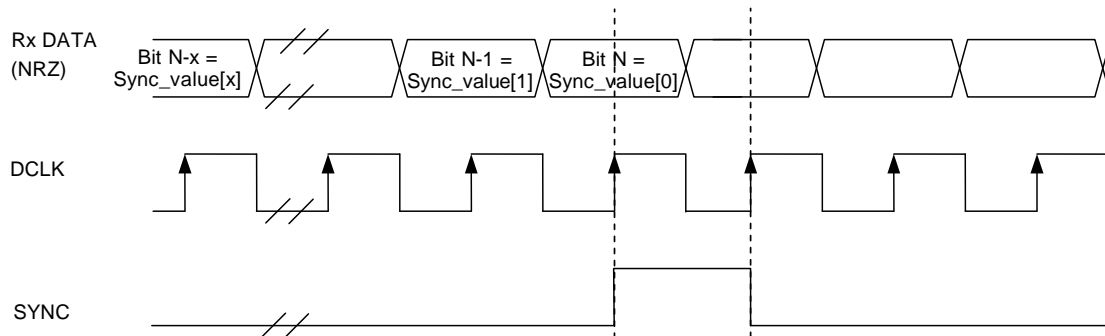 Rx DATA
(NRZ)
Bit N-x =
Sync_value[x]
Bit N-1 =
Sync_value[1]
Bit N =
Sync_value[0]
DCLK
SYNC